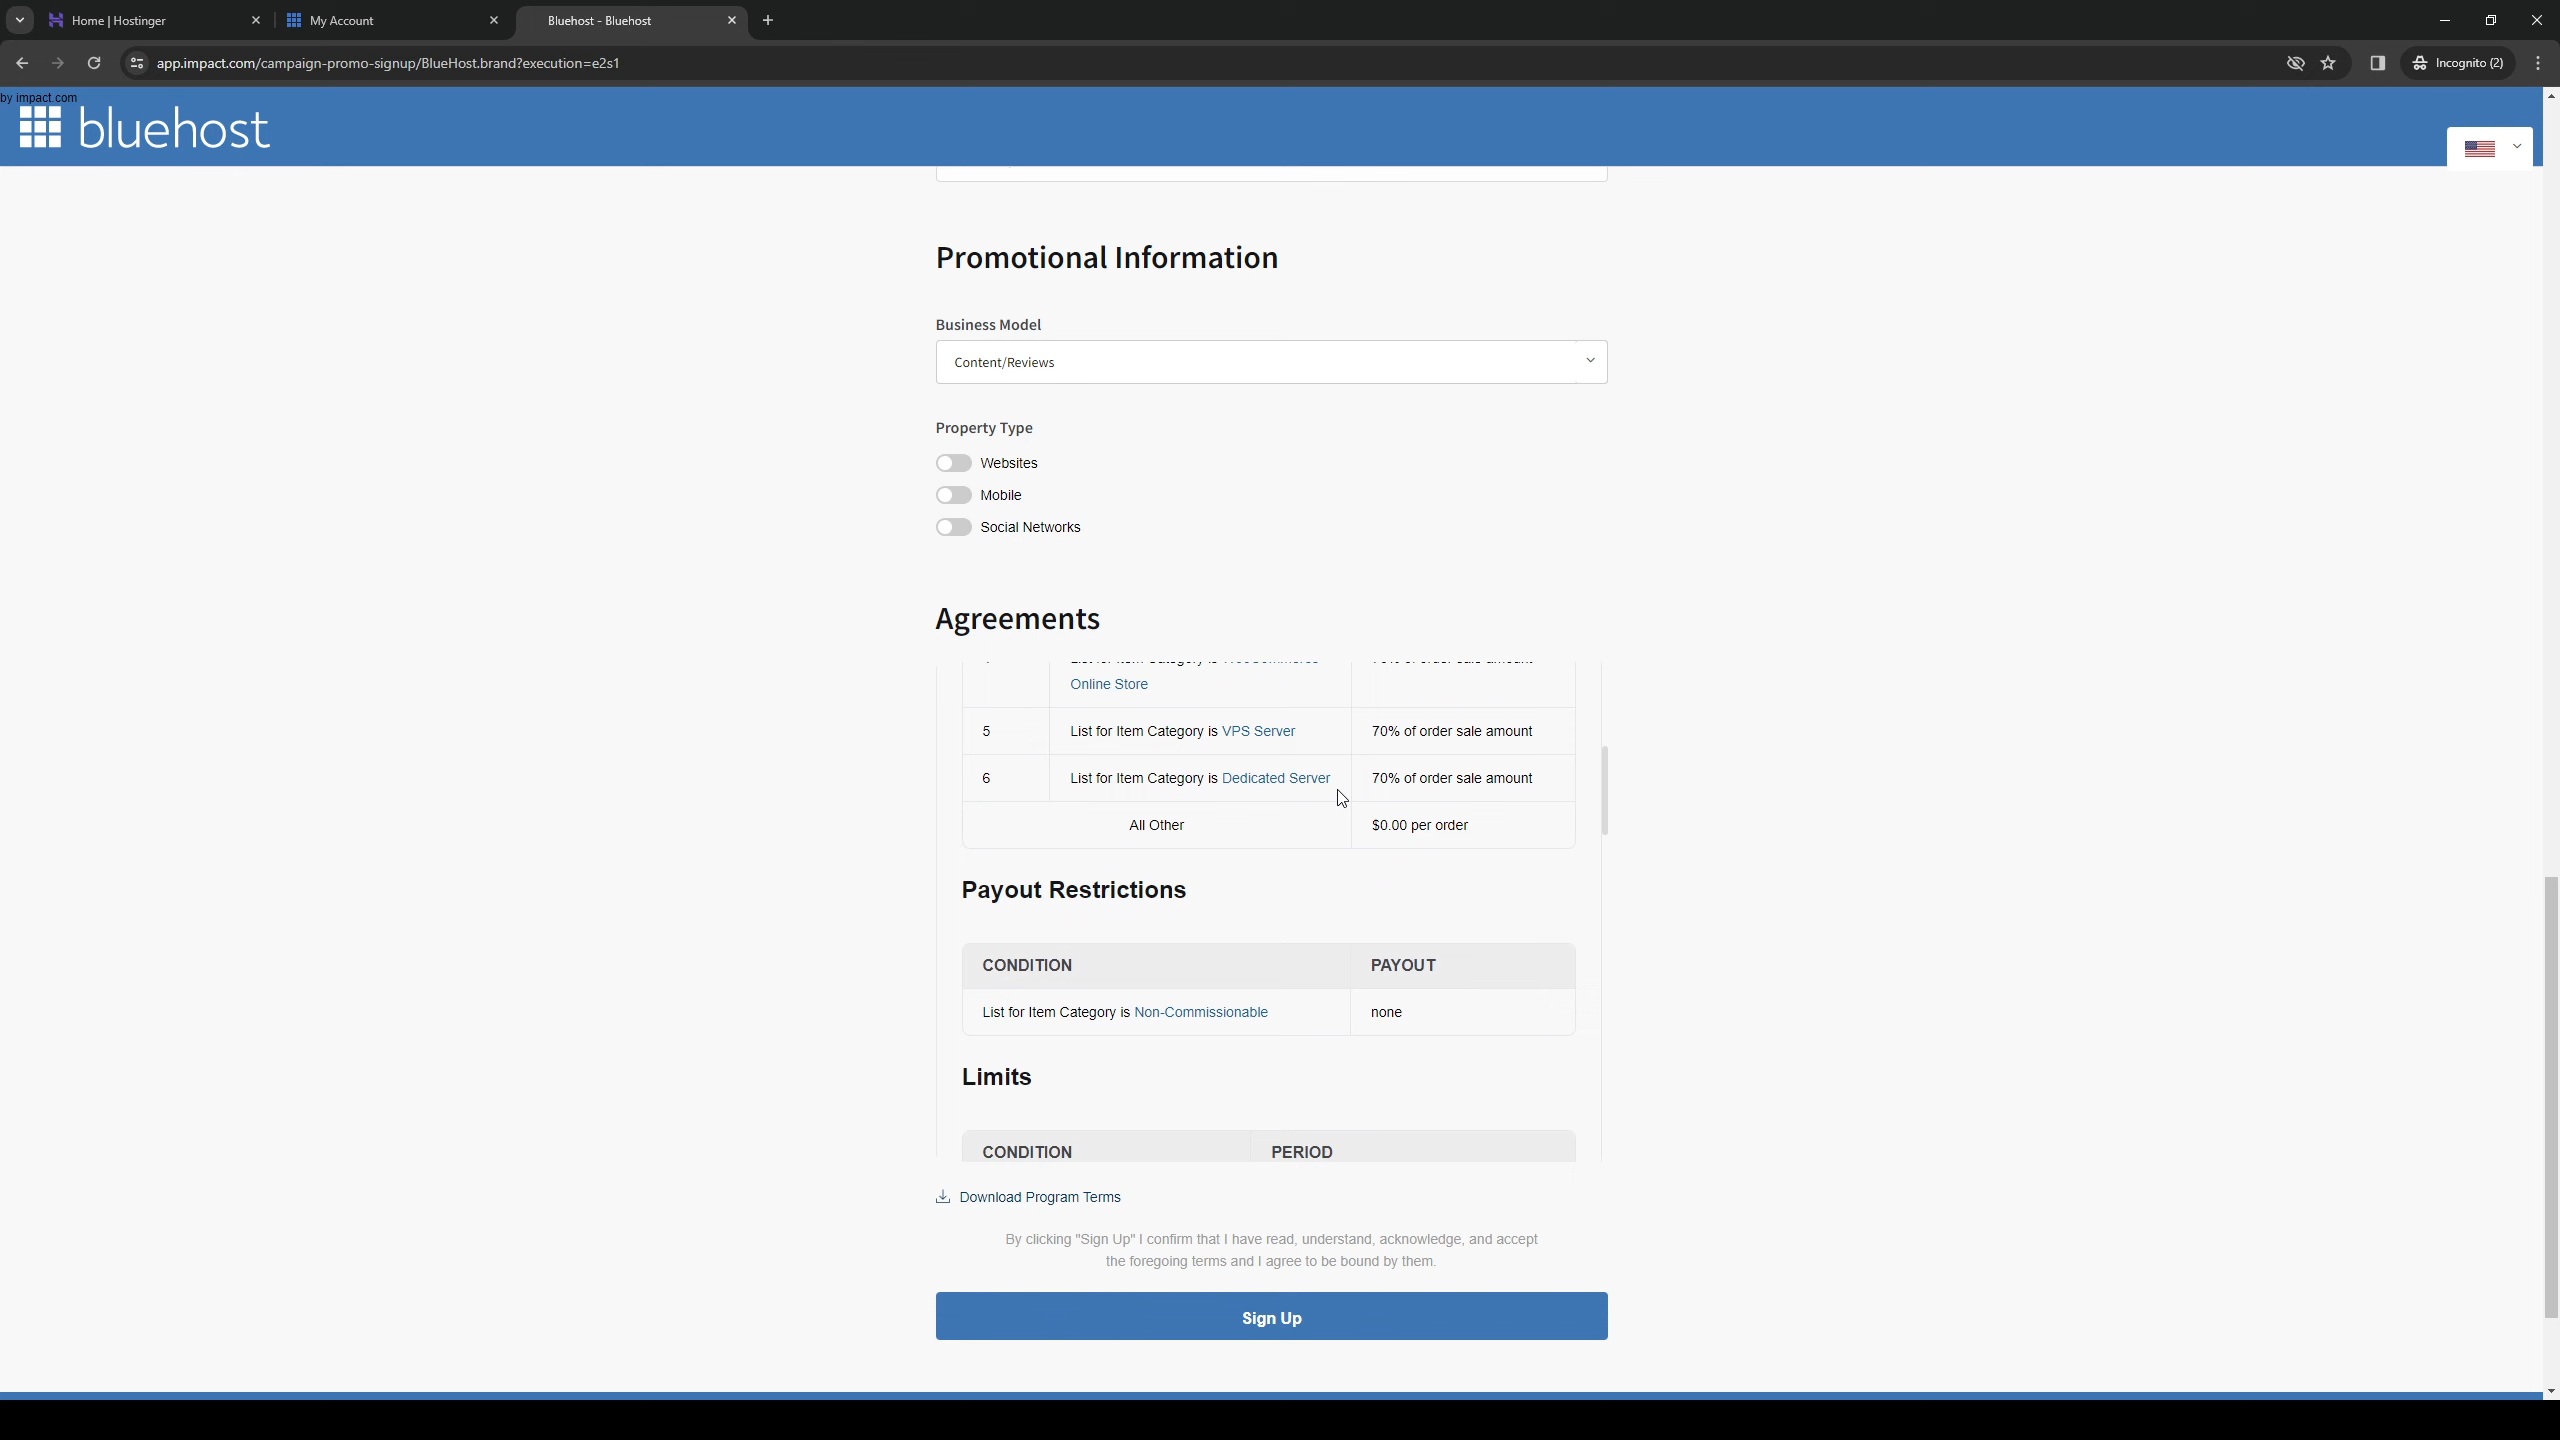 Home | Hostinger
My Account
Bluehost - Bluehost
app.impact.com/campaign-promo-signup/BlueHost.brand?execution=e2s1
Incognito (2)
by impact.com
bluehost
Promotional Information
Business Model
Content/Reviews
Property Type
Websites
Mobile
Social Networks
Agreements
Online Store
5 List for Item Category is VPS Server 70% of order sale amount
6 List for Item Category is Dedicated Server 70% of order sale amount
All Other $0.00 per order
Payout Restrictions
CONDITION PAYOUT
List for Item Category is Non-Commissionable none
Limits
CONDITION PERIOD
Download Program Terms
By clicking "Sign Up" I confirm that I have read, understand, acknowledge, and accept
the foregoing terms and I agree to be bound by them.
Sign Up